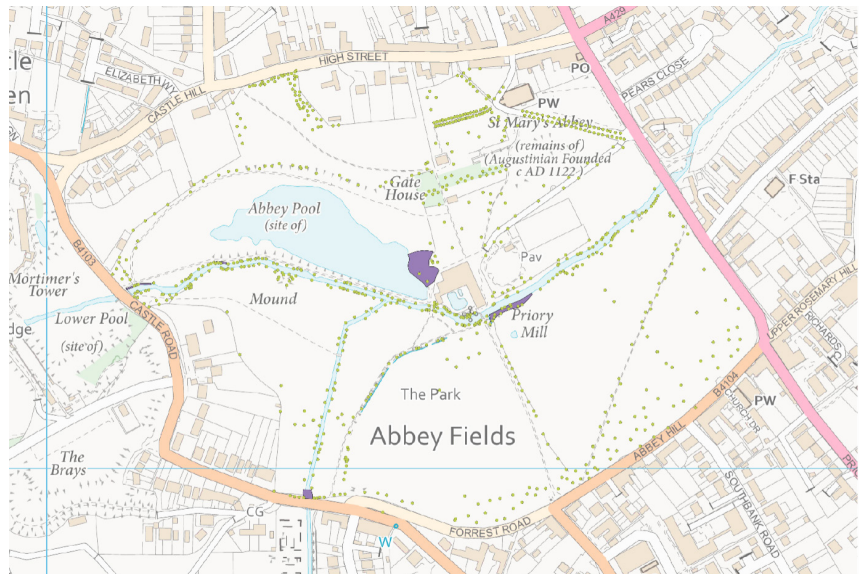 A429
HIGH STREET
PO
PEARS CLOSE
ELIZABETH WY
CASTLE HILL
PW
St Mary's Abbey
(remains of)
(Augustinian Founded
c AD 1122)
F Sta
Gate
House
Abbey Pool
(site of)
Pav
B4103
Mortimer's
Tower
Mound
Lower Pool
(site of)
CASTLE ROAD
Priory
Mill
UPPER ROSEMARY HILL
The Park
Abbey Fields
B4104
PW
CHURCH DR
ABBEY HILL
The
Brays
SOUTHBANK ROAD
CG
FORREST ROAD
W